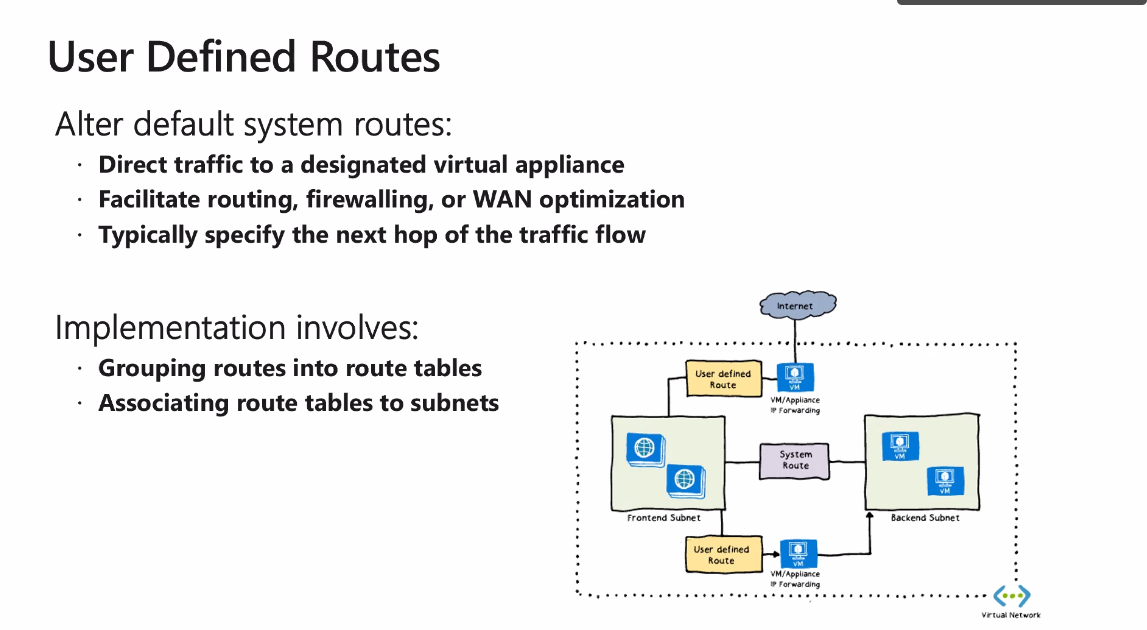 User Defined Routes
Alter default system routes:
· Direct traffic to a designated virtual appliance
· Facilitate routing, firewalling, or WAN optimization
· Typically specify the next hop of the traffic flow
Implementation involves:
· Grouping routes into route tables
· Associating route tables to subnets
Internet
User defined
Route
VM
VM/Appliance
IP Forwarding
System
Route
VM
VM
Frontend Subnet
Backend Subnet
User defined
Route
VM
VM/Appliance
IP Forwarding
Virtual Network